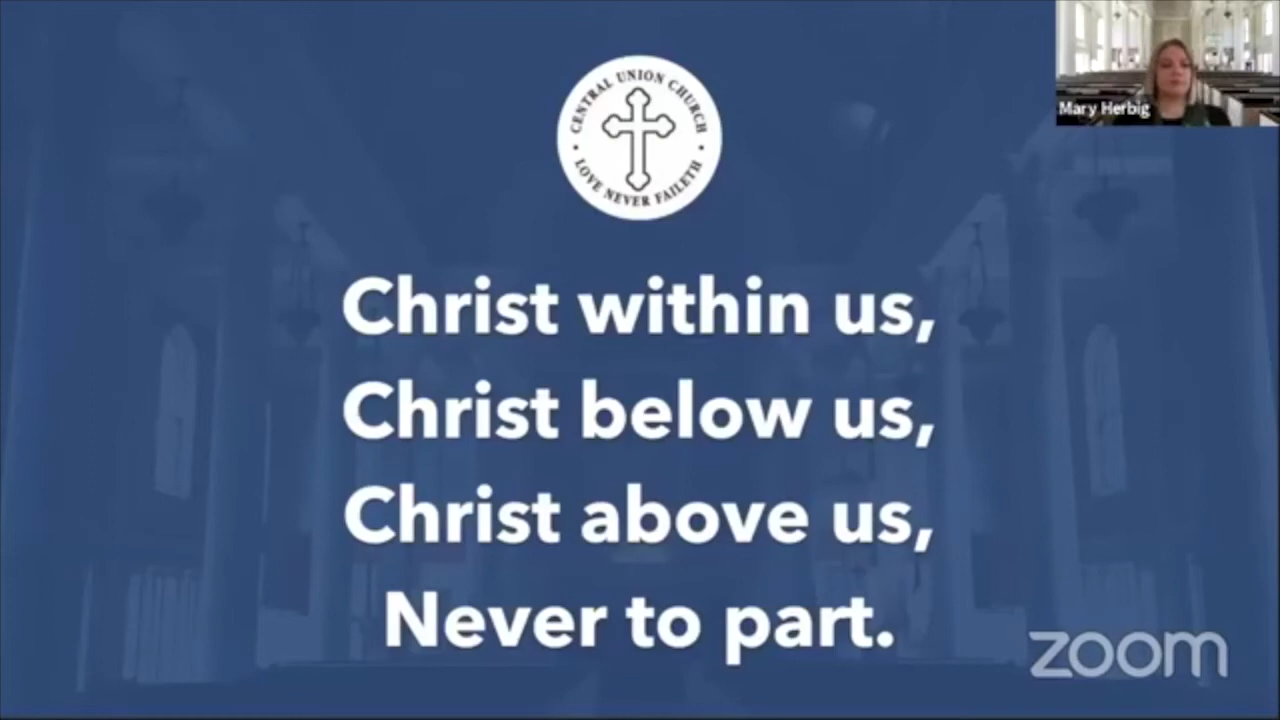 CENTRAL UNION CHURCH
LOVE NEVER FAILETH
Mary Herbig
Christ within us,
Christ below us,
Christ above us,
Never to part.
zoom